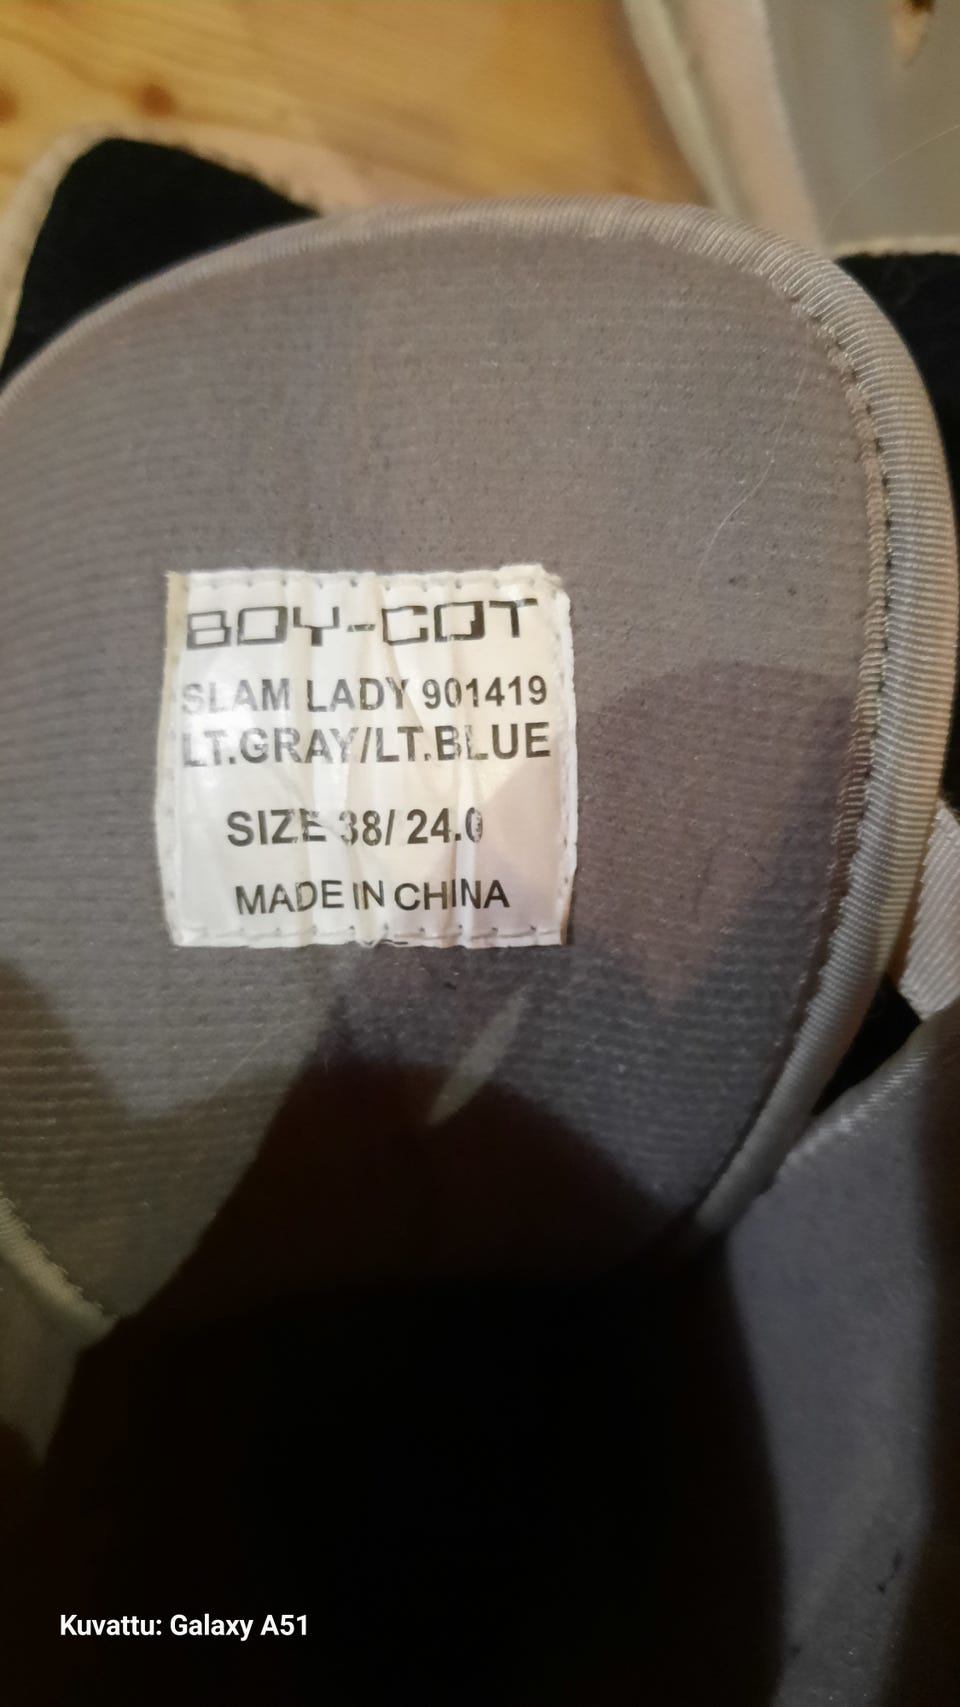 BOY-COT
SLAM LADY 901419
LT.GRAY/LT.BLUE
SIZE 38/ 24.0
MADE IN CHINA
Kuvattu: Galaxy A51